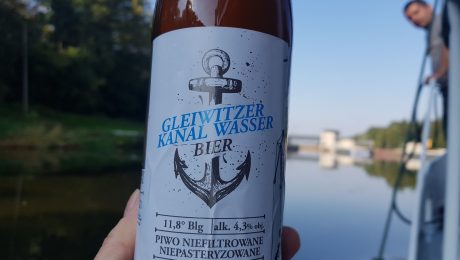 GLEIWITZER
KANAL WASSER
BIER
11,8° Blg alk. 4,3% obj.
PIWO NIEFILTROWANE
NIEPASTERYZOWANE